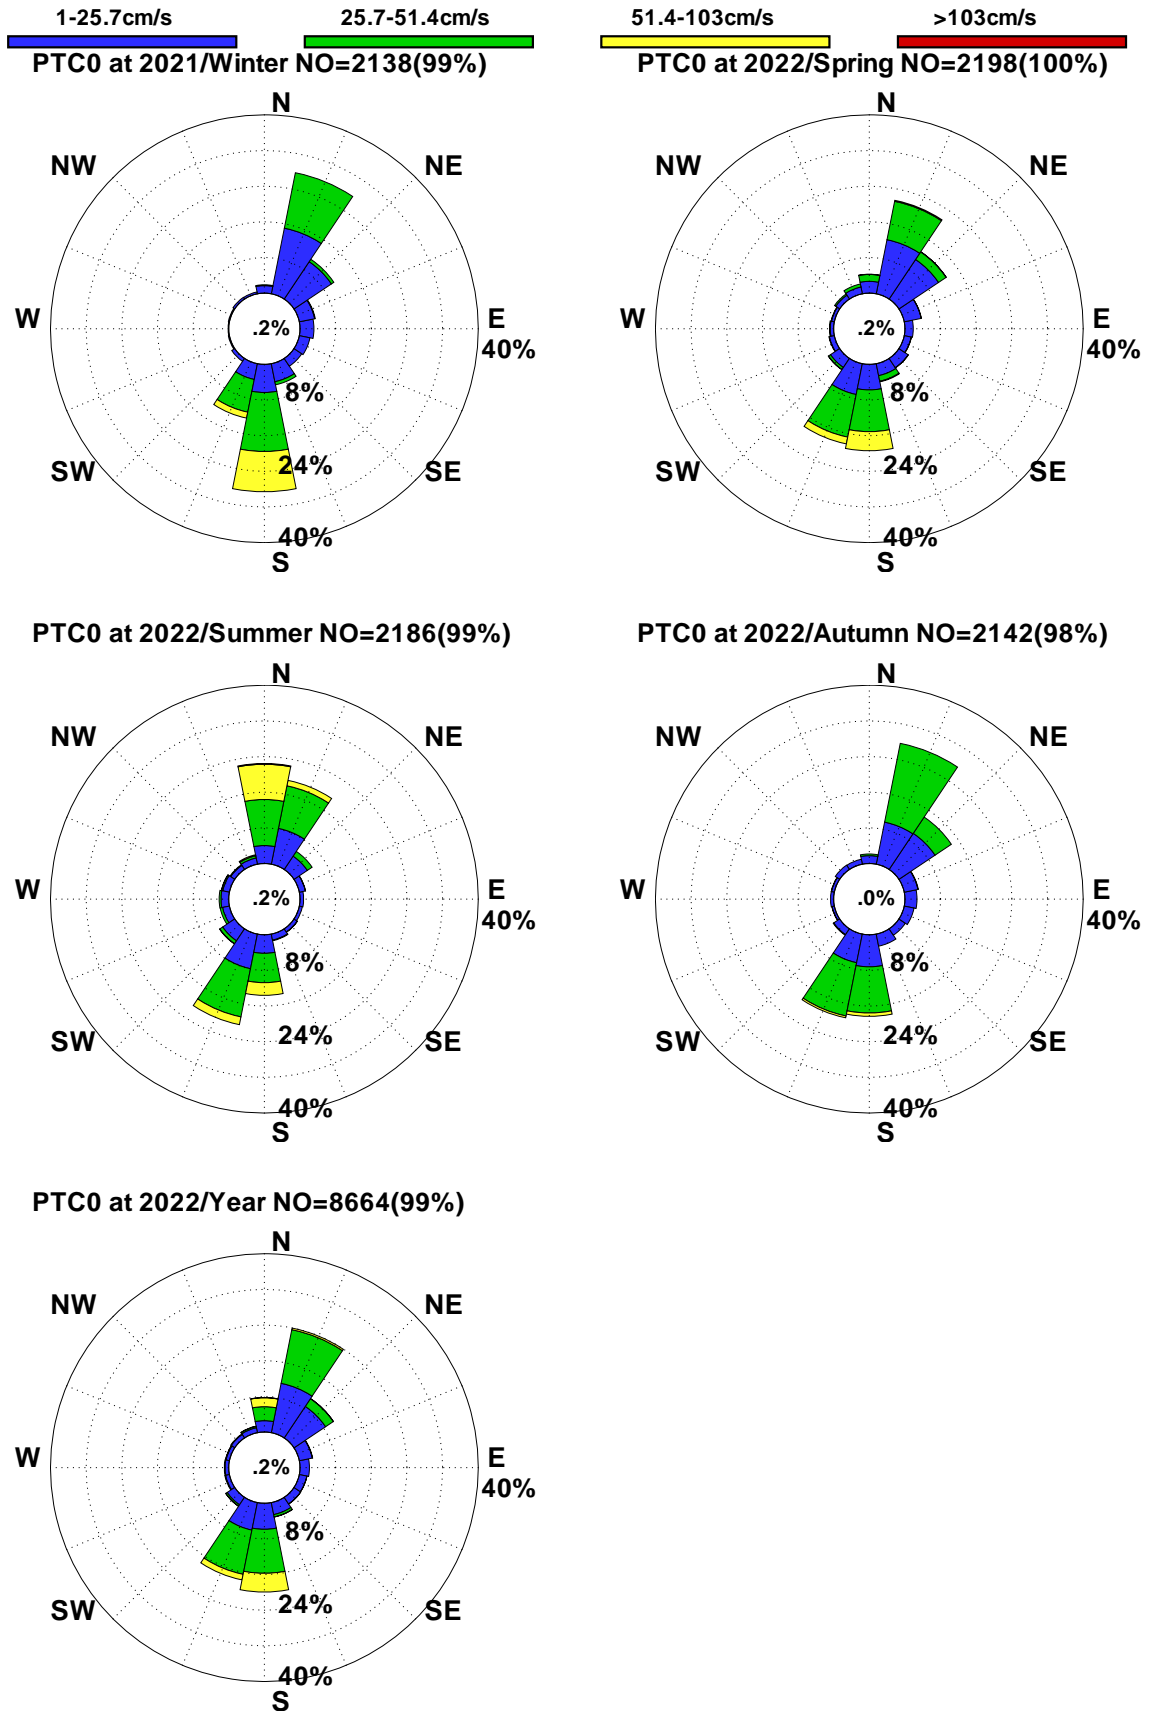 1-25.7cm/s 25.7-51.4cm/s 51.4-103cm/s >103cm/s
PTC0 at 2021/Winter NO=2138(99%)
N
NW NE
W .2% E
40%
8%
SW 24% SE
40%
S
PTC0 at 2022/Spring NO=2198(100%)
N
NW NE
W .2% E
40%
8%
SW 24% SE
40%
S
PTC0 at 2022/Summer NO=2186(99%)
N
NW NE
W .2% E
40%
8%
SW 24% SE
40%
S
PTC0 at 2022/Autumn NO=2142(98%)
N
NW NE
W .0% E
40%
8%
SW 24% SE
40%
S
PTC0 at 2022/Year NO=8664(99%)
N
NW NE
W .2% E
40%
8%
SW 24% SE
40%
S